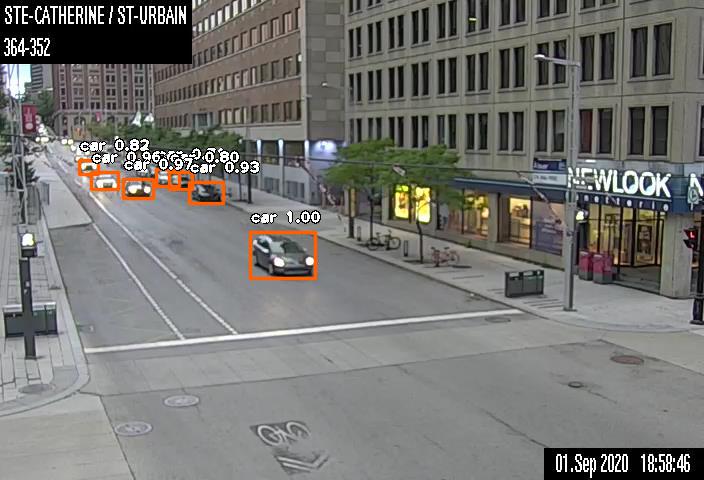 STE-CATHERINE / ST-URBAIN
364-352
car 0.82
car 0.96
car 0.97
0.80
car 0.93
car 1.00
NEWLOOK
01.Sep 2020 18:58:46